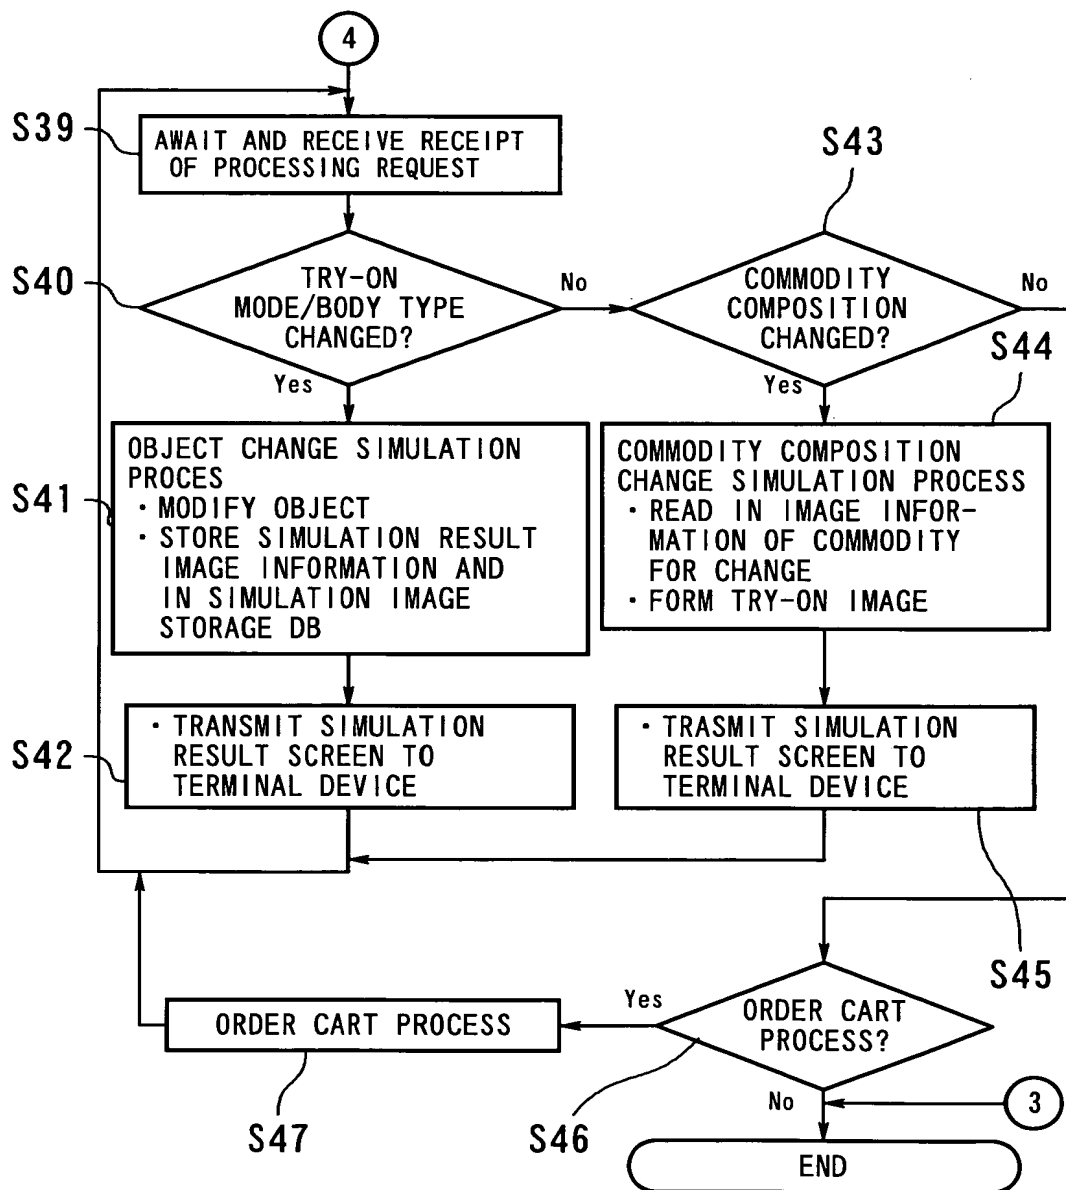 4
S39
AWAIT AND RECEIVE RECEIPT
OF PROCESSING REQUEST
S43
S40
TRY-ON
MODE/BODY TYPE
CHANGED?
No
Yes
COMMODITY
COMPOSITION
CHANGED?
No
Yes
S44
S41
OBJECT CHANGE SIMULATION
PROCES
· MODIFY OBJECT
· STORE SIMULATION RESULT
IMAGE INFORMATION AND
IN SIMULATION IMAGE
STORAGE DB
COMMODITY COMPOSITION
CHANGE SIMULATION PROCESS
· READ IN IMAGE INFOR-
MATION OF COMMODITY
FOR CHANGE
· FORM TRY-ON IMAGE
S42
· TRANSMIT SIMULATION
RESULT SCREEN TO
TERMINAL DEVICE
· TRASMIT SIMULATION
RESULT SCREEN TO
TERMINAL DEVICE
S45
ORDER CART PROCESS
Yes
ORDER CART
PROCESS?
S47
S46
No
3
END